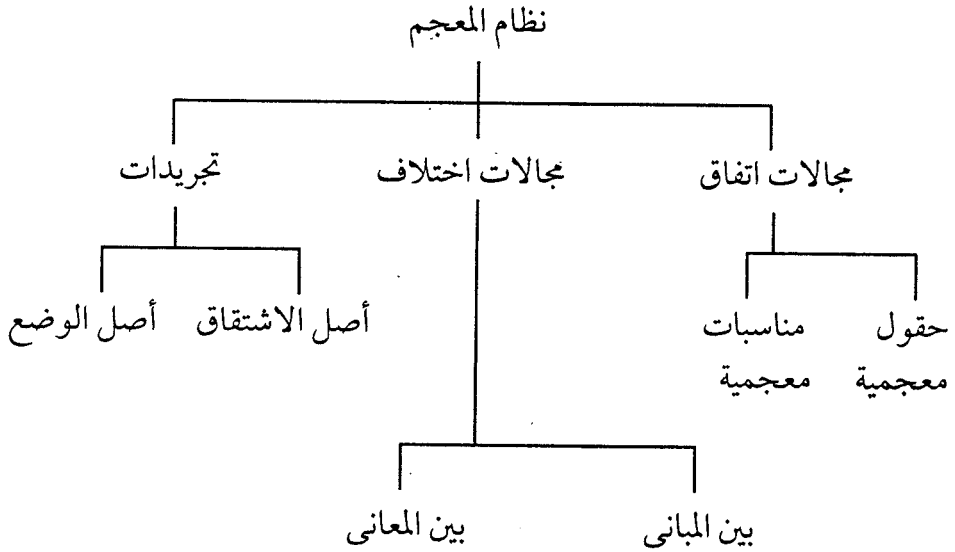 نظام المعجم
مجالات اتفاق    مجالات اختلاف    تجريدات
حقول معجمية    مناسبات معجمية    أصل الاشتقاق    أصل الوضع
بين المبانى    بين المعانى